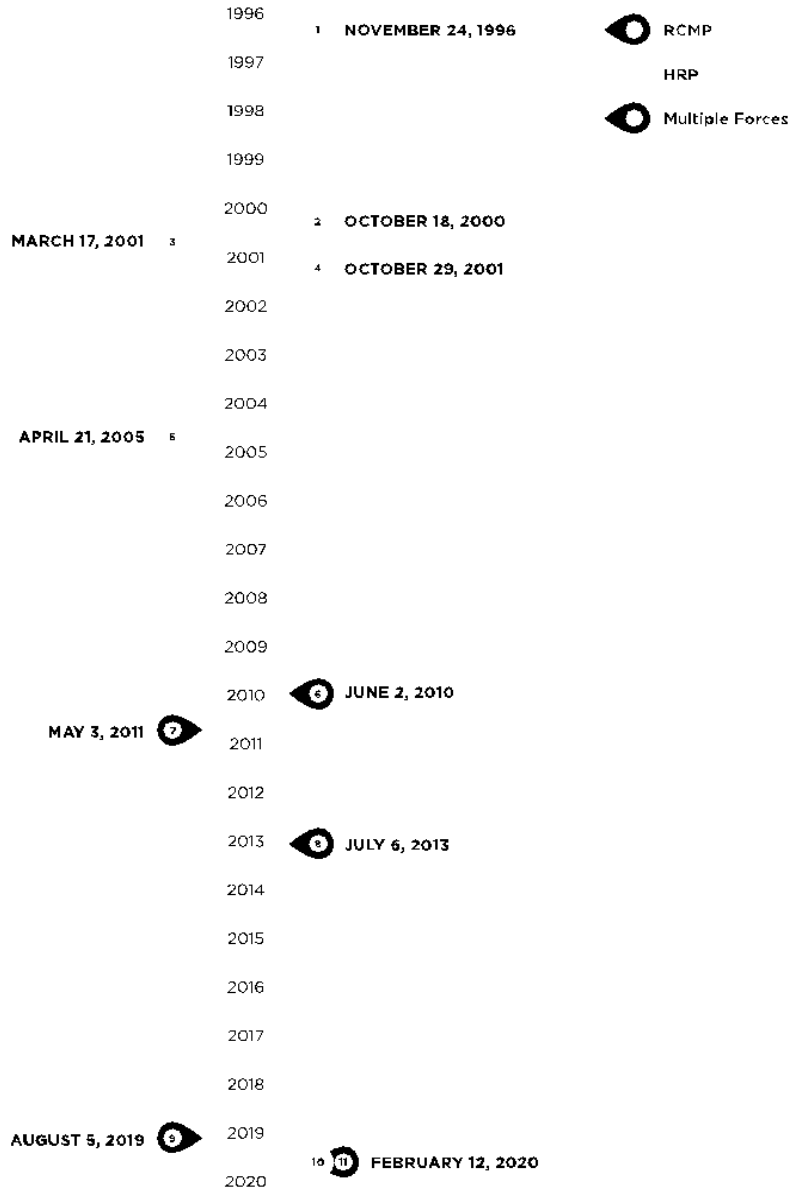 1996
1 NOVEMBER 24, 1996
RCMP
1997
HRP
1998
Multiple Forces
1999
2000
2 OCTOBER 18, 2000
MARCH 17, 2001 3
2001
4 OCTOBER 29, 2001
2002
2003
2004
APRIL 21, 2005 5
2005
2006
2007
2008
2009
2010
6 JUNE 2, 2010
MAY 3, 2011 7
2011
2012
2013
8 JULY 6, 2013
2014
2015
2016
2017
2018
2019
AUGUST 5, 2019 9
10 11 FEBRUARY 12, 2020
2020